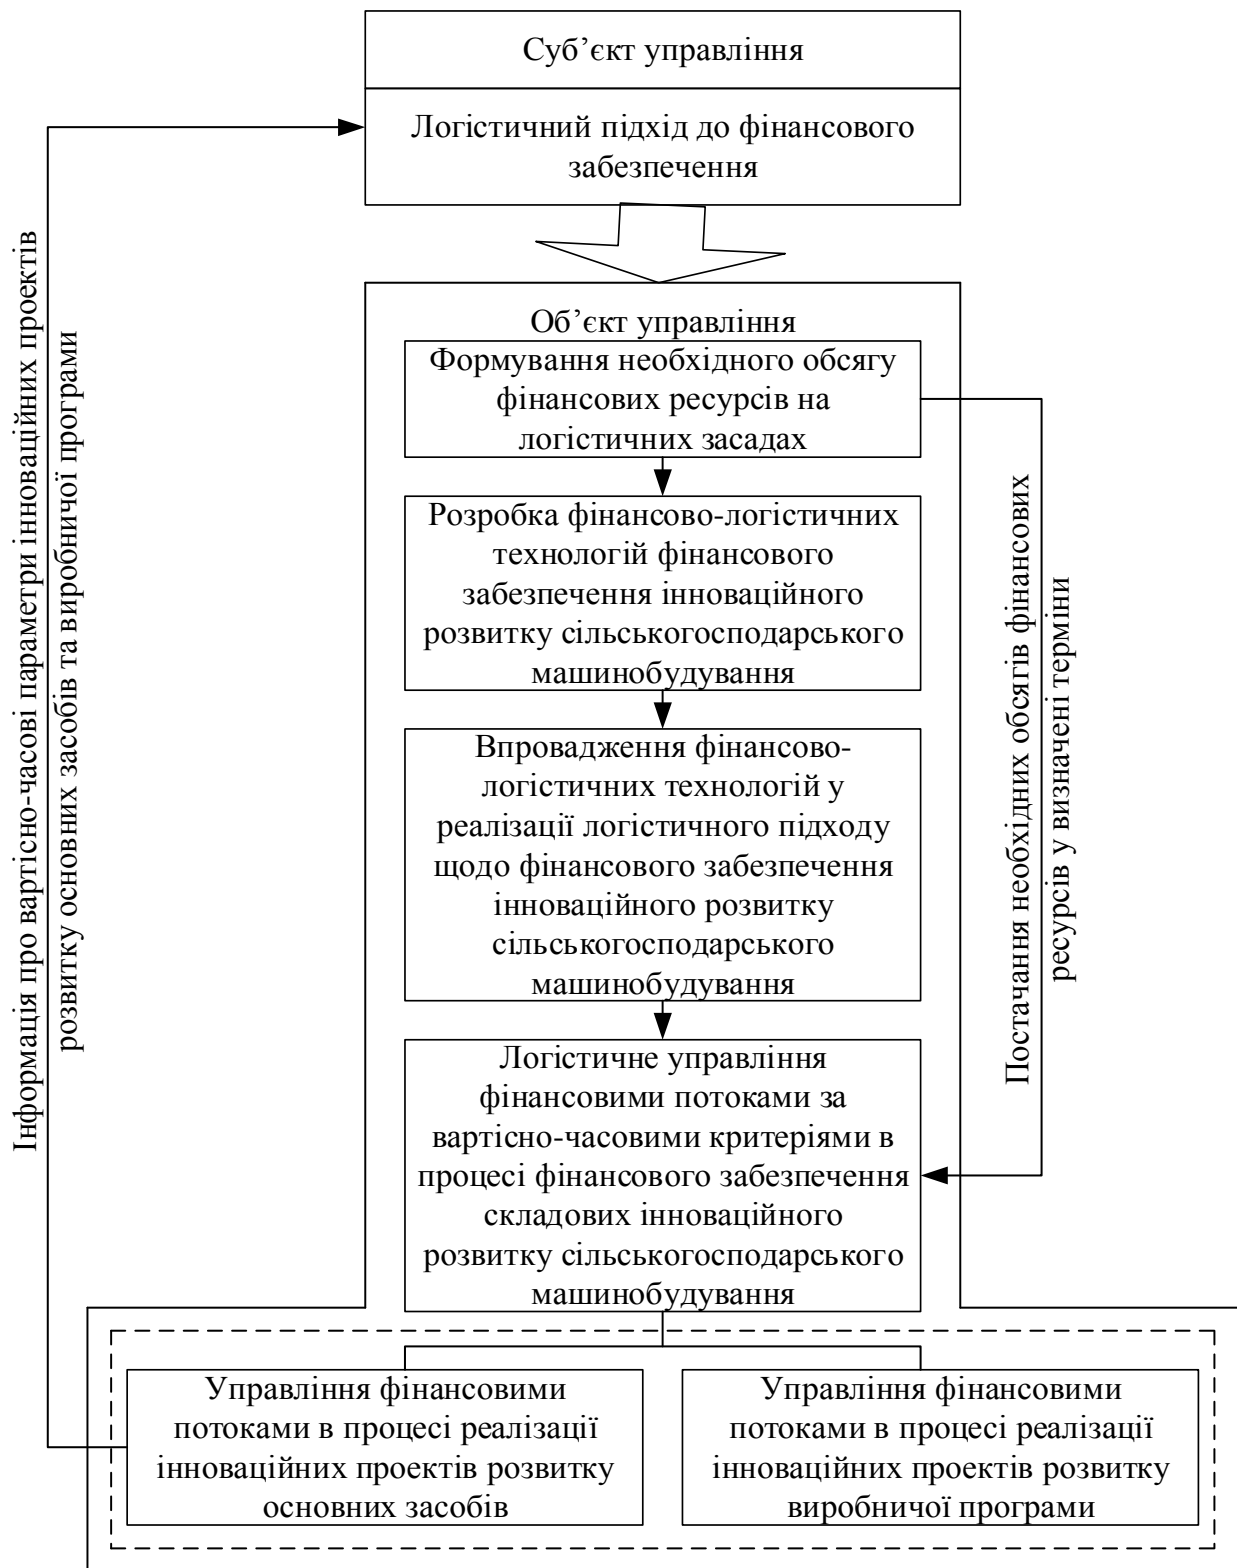 Суб’єкт управління
Логістичний підхід до фінансового
забезпечення
Об’єкт управління
Формування необхідного обсягу
фінансових ресурсів на
логістичних засадах
Розробка фінансово-логістичних
технологій фінансового
забезпечення інноваційного
розвитку сільськогосподарського
машинобудування
Впровадження фінансово-
логістичних технологій у
реалізації логістичного підходу
щодо фінансового забезпечення
інноваційного розвитку
сільськогосподарського
машинобудування
Логістичне управління
фінансовими потоками за
вартісно-часовими критеріями в
процесі фінансового забезпечення
складових інноваційного
розвитку сільськогосподарського
машинобудування
Управління фінансовими
потоками в процесі реалізації
інноваційних проектів розвитку
основних засобів
Управління фінансовими
потоками в процесі реалізації
інноваційних проектів розвитку
виробничої програми
Інформація про вартісно-часові параметри інноваційних проектів
розвитку основних засобів та виробничої програми
Постачання необхідних обсягів фінансових
ресурсів у визначені терміни